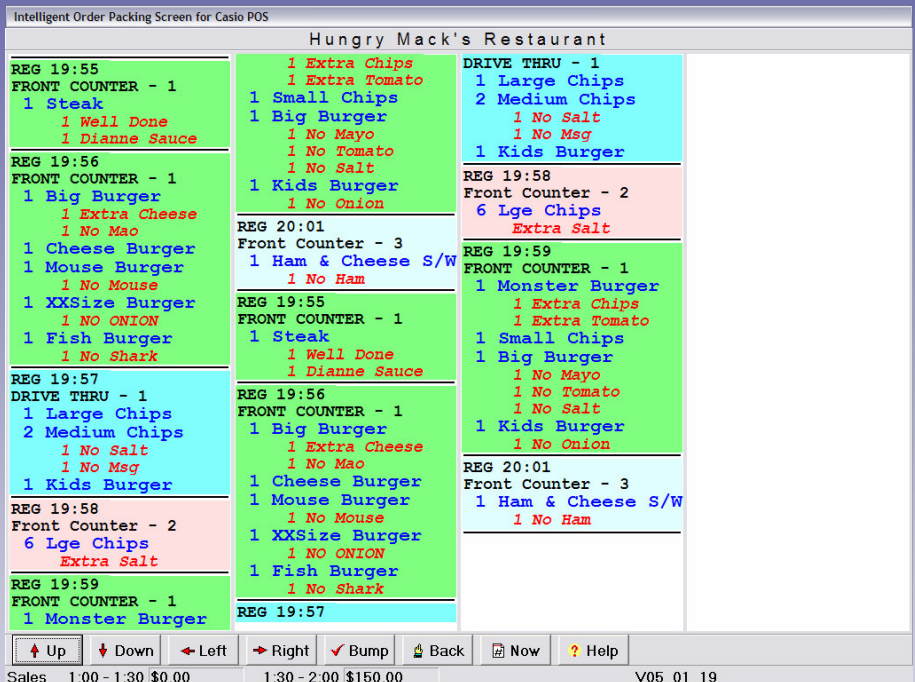 Intelligent Order Packing Screen for Casio POS
Hungry Mack's Restaurant
REG 19:55
FRONT COUNTER - 1
1 Steak
1 Well Done
1 Dianne Sauce
REG 19:56
FRONT COUNTER - 1
1 Big Burger
1 Extra Cheese
1 No Mao
1 Cheese Burger
1 Mouse Burger
1 No Mouse
1 XXSize Burger
1 NO ONION
1 Fish Burger
1 No Shark
REG 19:57
DRIVE THRU - 1
1 Large Chips
2 Medium Chips
1 No Salt
1 No Msg
1 Kids Burger
REG 19:58
Front Counter - 2
6 Lge Chips
Extra Salt
REG 19:59
FRONT COUNTER - 1
1 Monster Burger
1 Extra Chips
1 Extra Tomato
1 Small Chips
1 Big Burger
1 No Mayo
1 No Tomato
1 No Salt
1 Kids Burger
1 No Onion
REG 20:01
Front Counter - 3
1 Ham & Cheese S/W
1 No Ham
REG 19:55
FRONT COUNTER - 1
1 Steak
1 Well Done
1 Dianne Sauce
REG 19:56
FRONT COUNTER - 1
1 Big Burger
1 Extra Cheese
1 No Mao
1 Cheese Burger
1 Mouse Burger
1 No Mouse
1 XXSize Burger
1 NO ONION
1 Fish Burger
1 No Shark
REG 19:57
DRIVE THRU - 1
1 Large Chips
2 Medium Chips
1 No Salt
1 No Msg
1 Kids Burger
REG 19:58
Front Counter - 2
6 Lge Chips
Extra Salt
REG 19:59
FRONT COUNTER - 1
1 Monster Burger
1 Extra Chips
1 Extra Tomato
1 Small Chips
1 Big Burger
1 No Mayo
1 No Tomato
1 No Salt
1 Kids Burger
1 No Onion
REG 20:01
Front Counter - 3
1 Ham & Cheese S/W
1 No Ham
Up Down Left Right Bump Back Now Help
Sales 1:00 - 1:30 $0.00 1:30 - 2:00 $150.00 V05_01_19